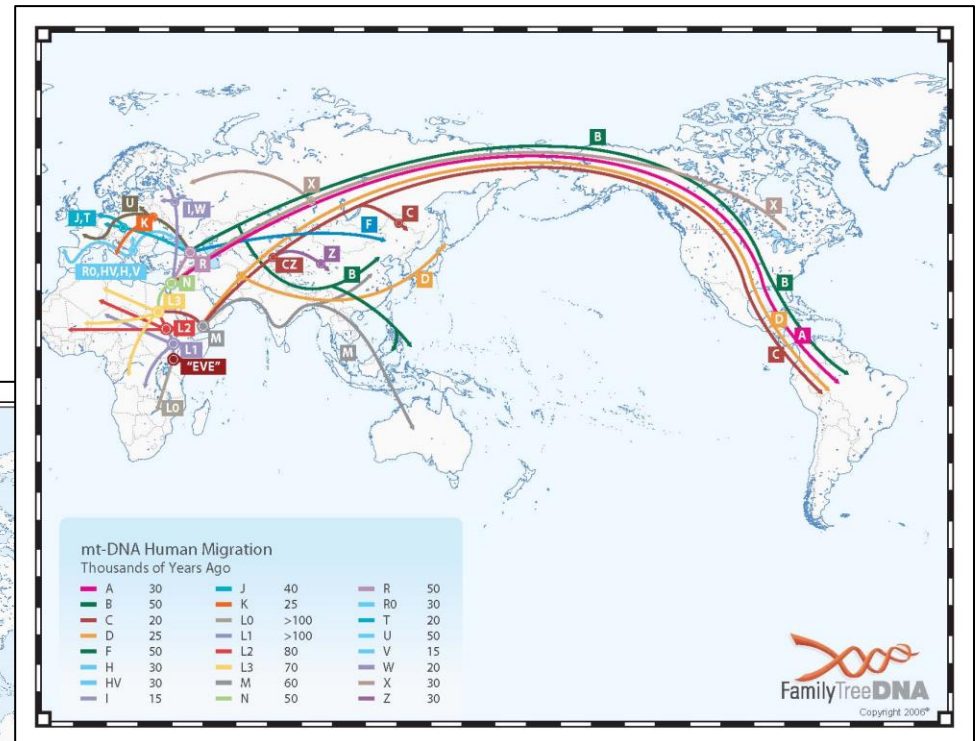 B
X
I,W
U
J,T
K
C
F
R
R0,HV,H,V
CZ
Z
B
D
N
L3
L2
M
L1
"EVE"
M
L0
X
B
D
A
C
mt-DNA Human Migration
Thousands of Years Ago
A 30 J 40 R 50
B 50 K 25 R0 30
C 20 L0 >100 T 20
D 25 L1 >100 U 50
F 50 L2 80 V 15
H 30 L3 70 W 20
HV 30 M 60 X 30
I 15 N 50 Z 30
FamilyTreeDNA
Copyright 2006®